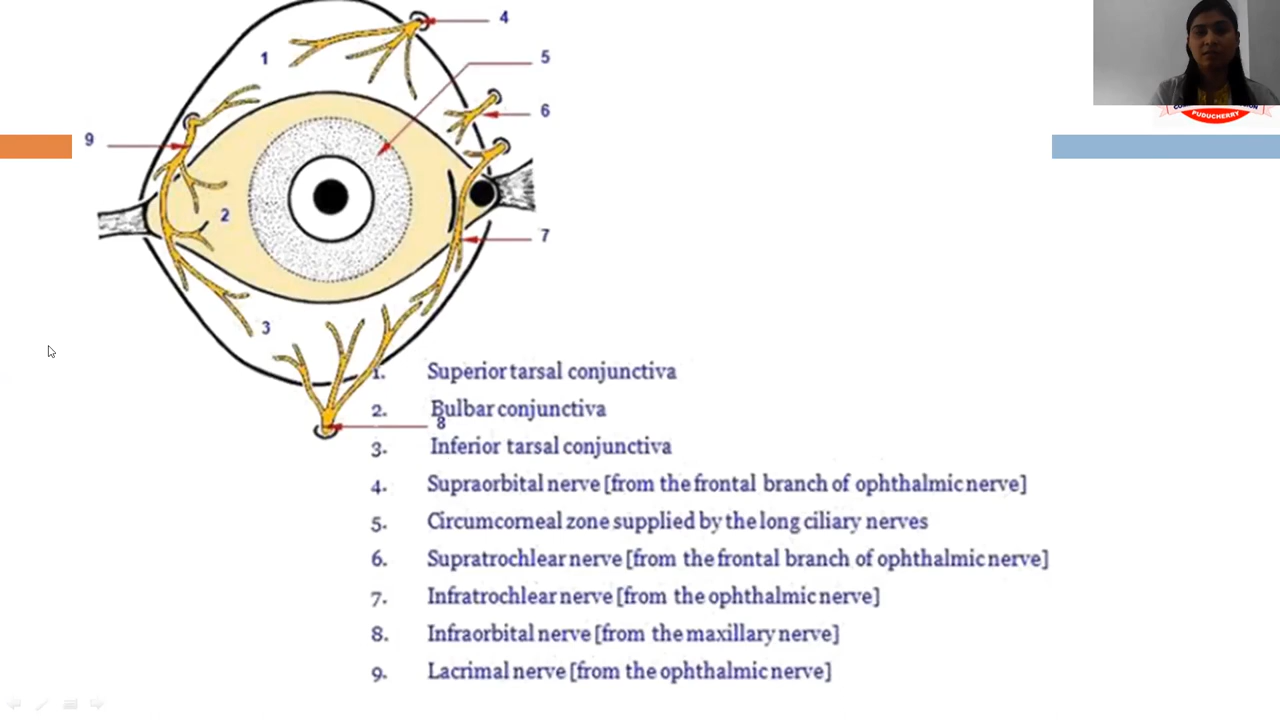 4
1
5
6
9
2
7
3
8
PUDUCHERRY
1. Superior tarsal conjunctiva
2. Bulbar conjunctiva
3. Inferior tarsal conjunctiva
4. Supraorbital nerve [from the frontal branch of ophthalmic nerve]
5. Circumcorneal zone supplied by the long ciliary nerves
6. Supratrochlear nerve [from the frontal branch of ophthalmic nerve]
7. Infratrochlear nerve [from the ophthalmic nerve]
8. Infraorbital nerve [from the maxillary nerve]
9. Lacrimal nerve [from the ophthalmic nerve]